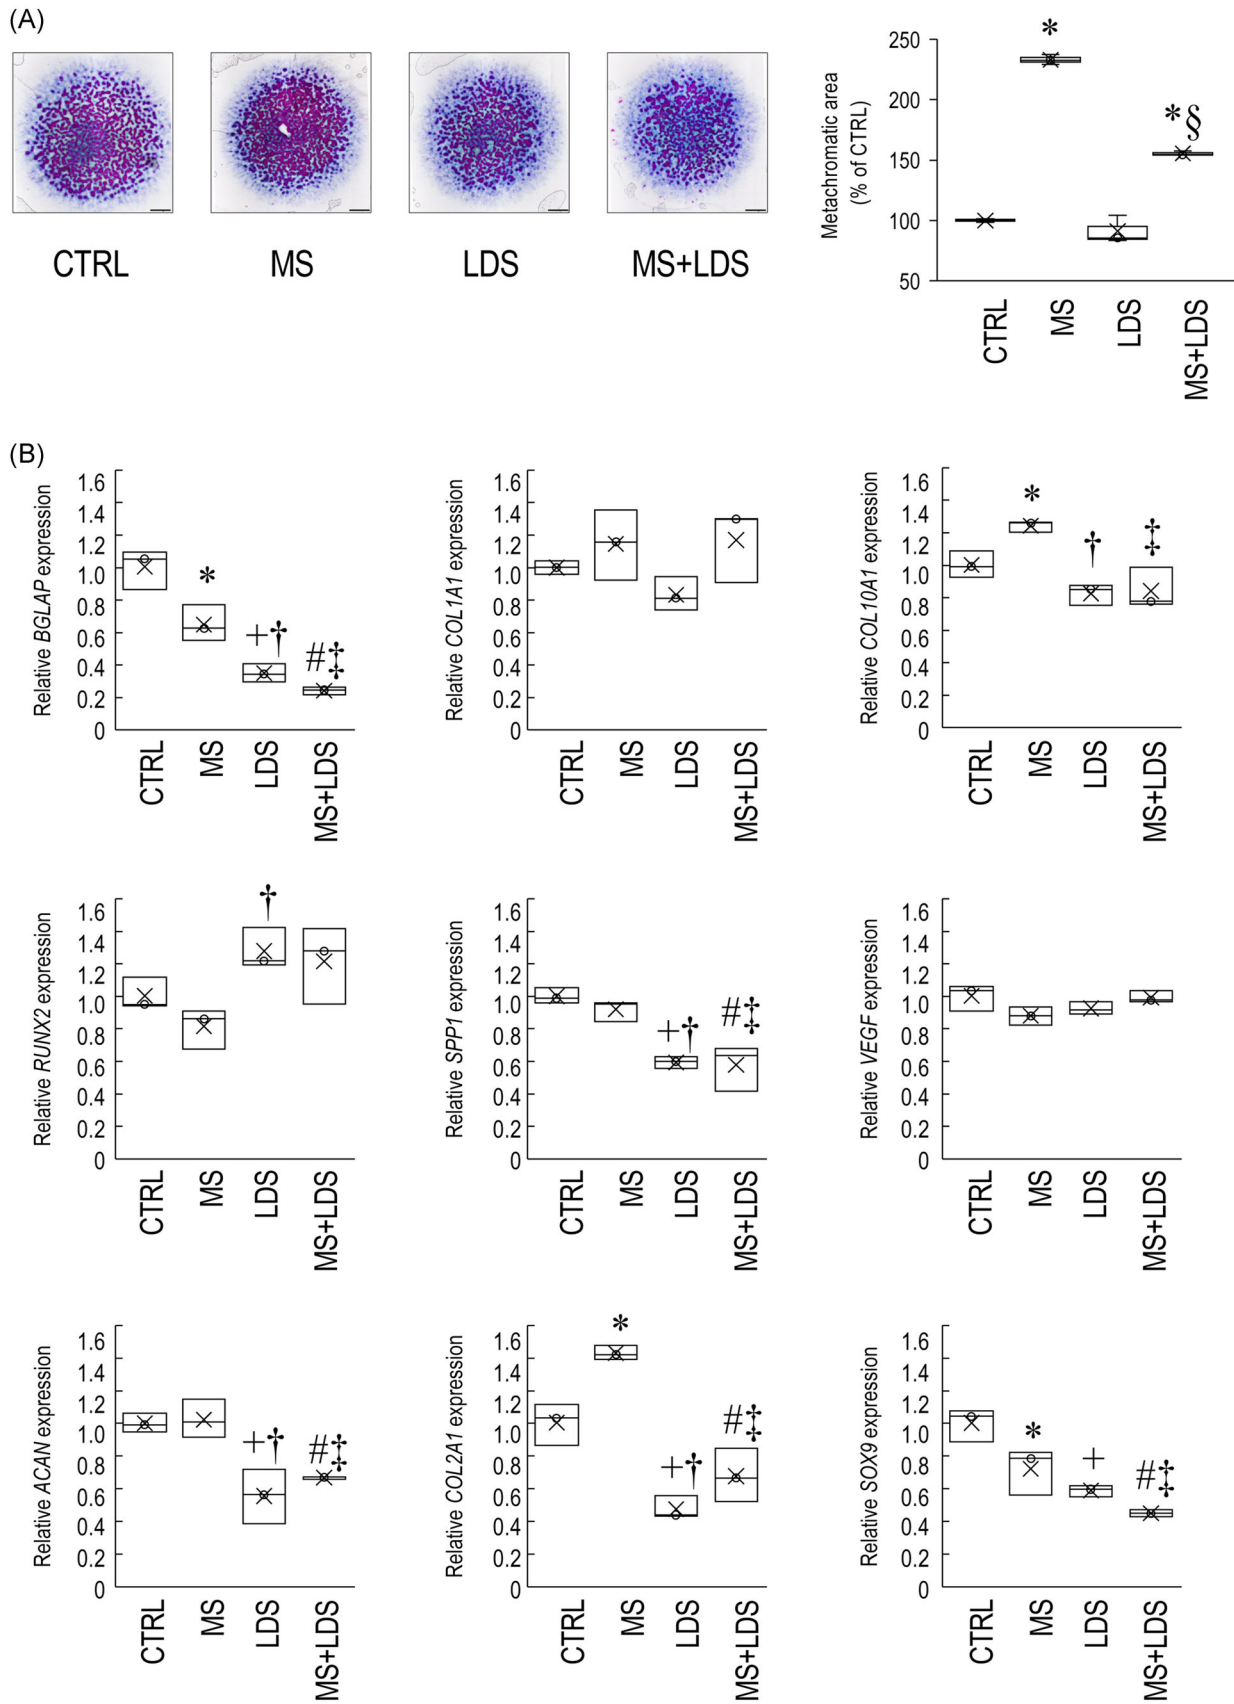 (A)
CTRL
MS
LDS
MS+LDS
Metachromatic area
(% of CTRL)
250
200
150
100
50
*
*§
CTRL
MS
LDS
MS+LDS
(B)
Relative BGLAP expression
1.6
1.4
1.2
1.0
0.8
0.6
0.4
0.2
0
*
+†
#‡
CTRL
MS
LDS
MS+LDS
Relative COL1A1 expression
1.6
1.4
1.2
1.0
0.8
0.6
0.4
0.2
0
CTRL
MS
LDS
MS+LDS
Relative COL10A1 expression
1.6
1.4
1.2
1.0
0.8
0.6
0.4
0.2
0
*
†
‡
CTRL
MS
LDS
MS+LDS
Relative RUNX2 expression
1.6
1.4
1.2
1.0
0.8
0.6
0.4
0.2
0
†
CTRL
MS
LDS
MS+LDS
Relative SPP1 expression
1.6
1.4
1.2
1.0
0.8
0.6
0.4
0.2
0
+†
#‡
CTRL
MS
LDS
MS+LDS
Relative VEGF expression
1.6
1.4
1.2
1.0
0.8
0.6
0.4
0.2
0
CTRL
MS
LDS
MS+LDS
Relative ACAN expression
1.6
1.4
1.2
1.0
0.8
0.6
0.4
0.2
0
+†
#‡
CTRL
MS
LDS
MS+LDS
Relative COL2A1 expression
1.6
1.4
1.2
1.0
0.8
0.6
0.4
0.2
0
*
+†
#‡
CTRL
MS
LDS
MS+LDS
Relative SOX9 expression
1.6
1.4
1.2
1.0
0.8
0.6
0.4
0.2
0
*
+
#‡
CTRL
MS
LDS
MS+LDS